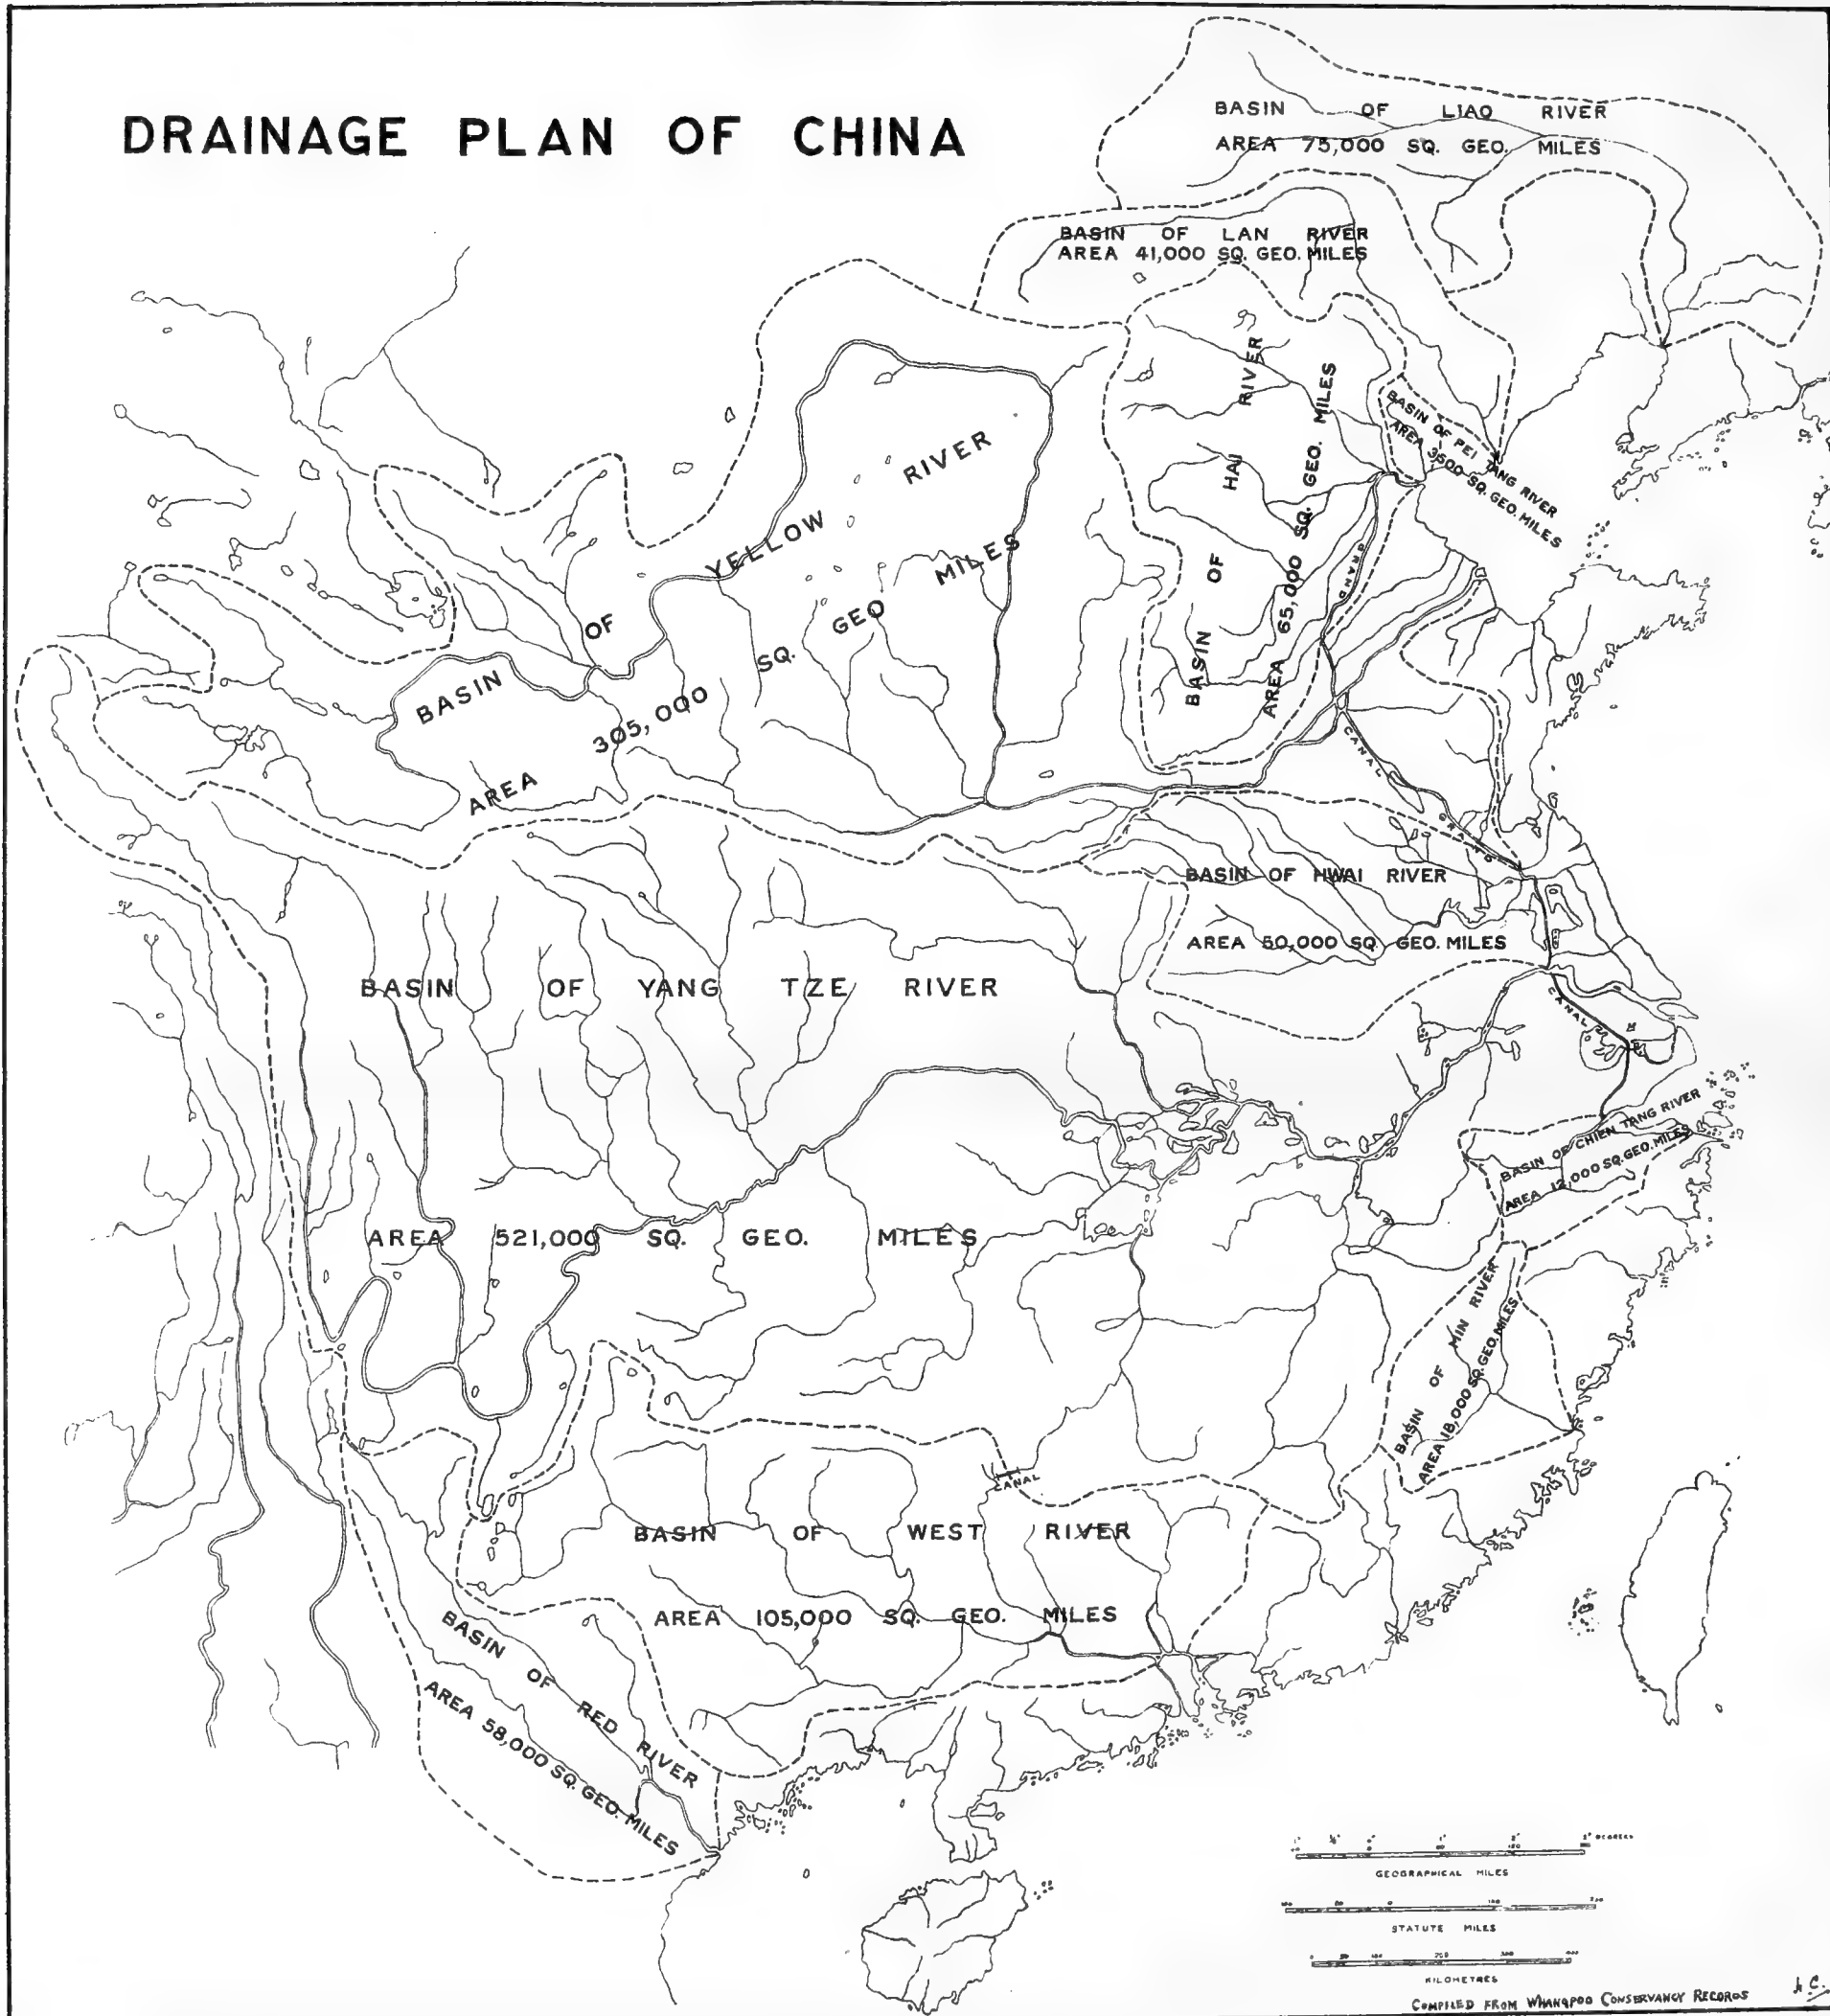 DRAINAGE PLAN OF CHINA
BASIN OF LIAO RIVER
AREA 75,000 SQ. GEO. MILES
BASIN OF LAN RIVER
AREA 41,000 SQ. GEO. MILES
BASIN OF PEI TANG RIVER
AREA 3500 SQ. GEO. MILES
BASIN OF HAI RIVER
AREA 65,000 SQ. GEO. MILES
BASIN OF YELLOW RIVER
AREA 305,000 SQ. GEO MILES
GRAND
CANAL
GRAND
BASIN OF HWAI RIVER
AREA 50,000 SQ. GEO. MILES
CANAL
BASIN OF YANG TZE RIVER
AREA 521,000 SQ. GEO. MILES
BASIN OF CHIEN TANG RIVER
AREA 12,000 SQ. GEO. MILES
BASIN OF MIN RIVER
AREA 18,000 SQ. GEO. MILES
CANAL
BASIN OF WEST RIVER
AREA 105,000 SQ. GEO. MILES
BASIN OF RED RIVER
AREA 58,000 SQ. GEO. MILES
GEOGRAPHICAL MILES
STATUTE MILES
KILOMETRES
COMPILED FROM WHANGPOO CONSERVANCY RECORDS